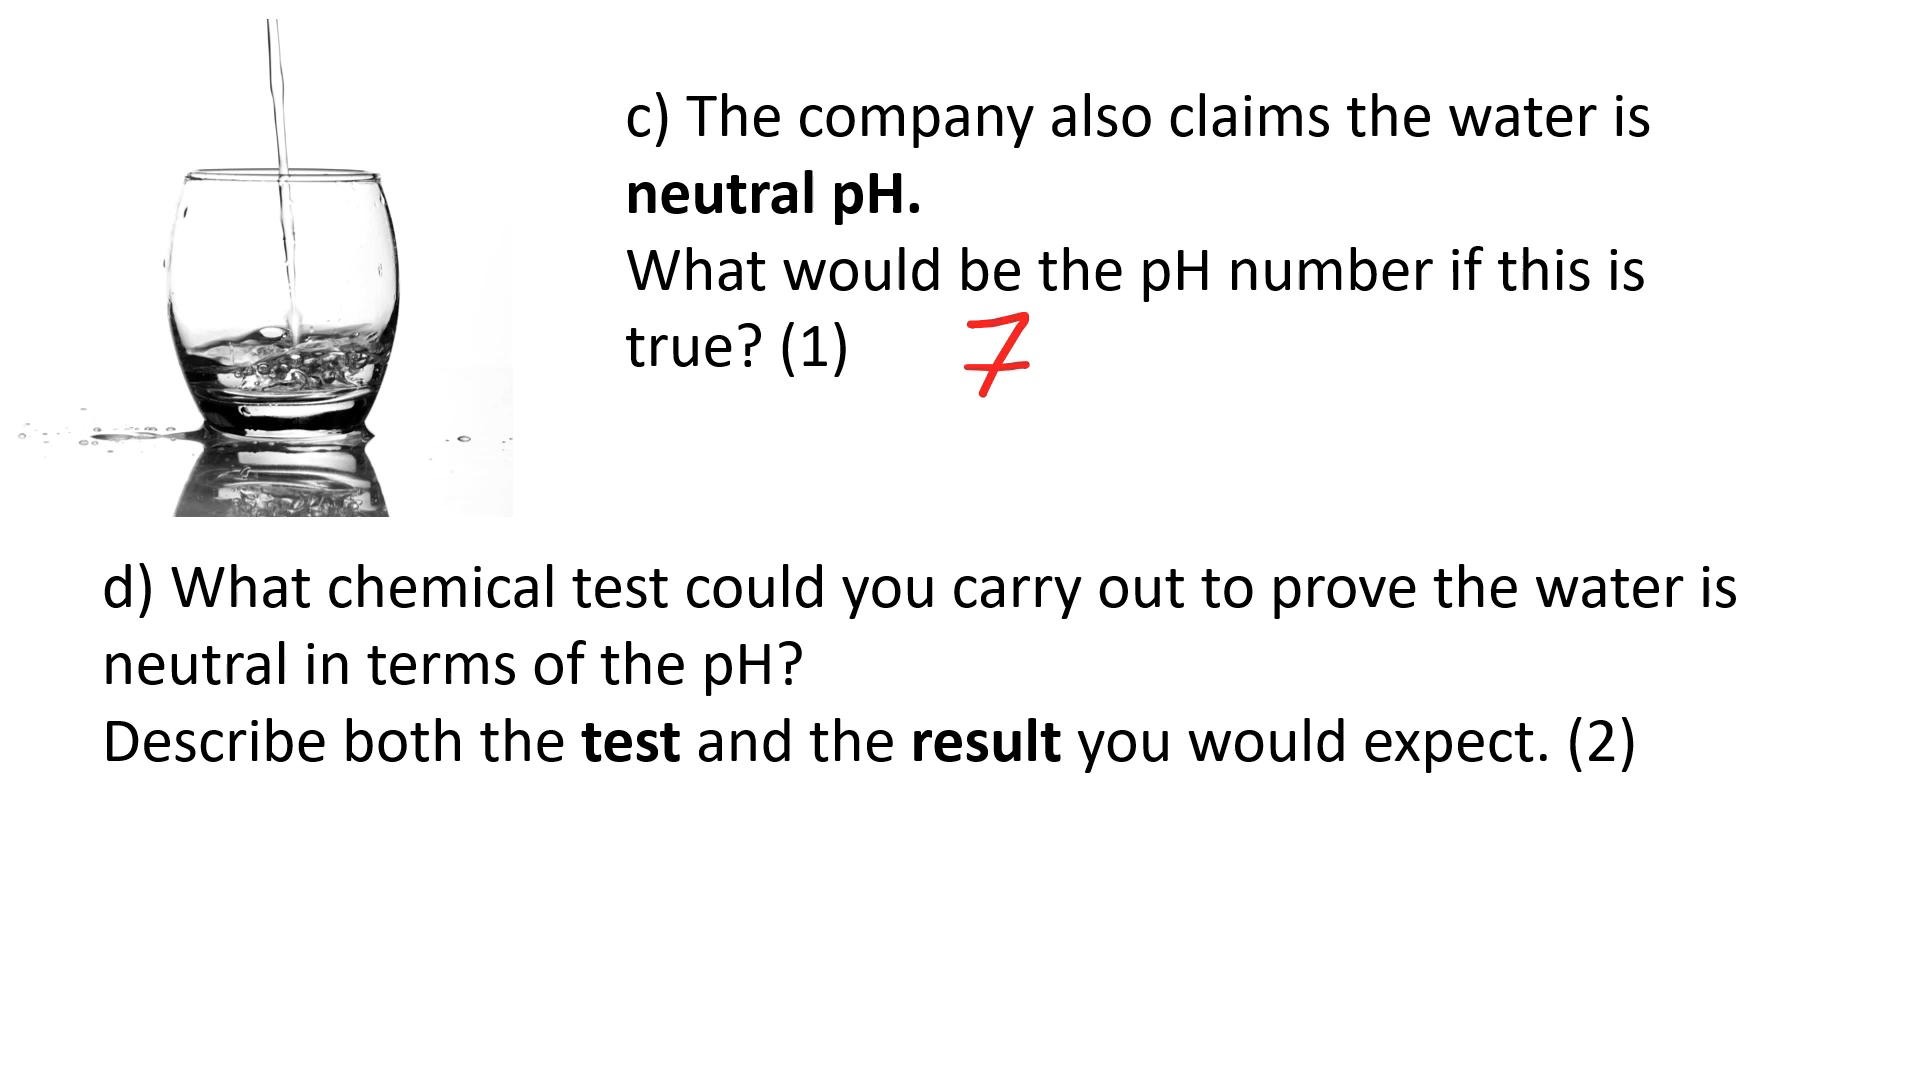 c) The company also claims the water is
neutral pH.
What would be the pH number if this is
true? (1) 7
d) What chemical test could you carry out to prove the water is
neutral in terms of the pH?
Describe both the test and the result you would expect. (2)